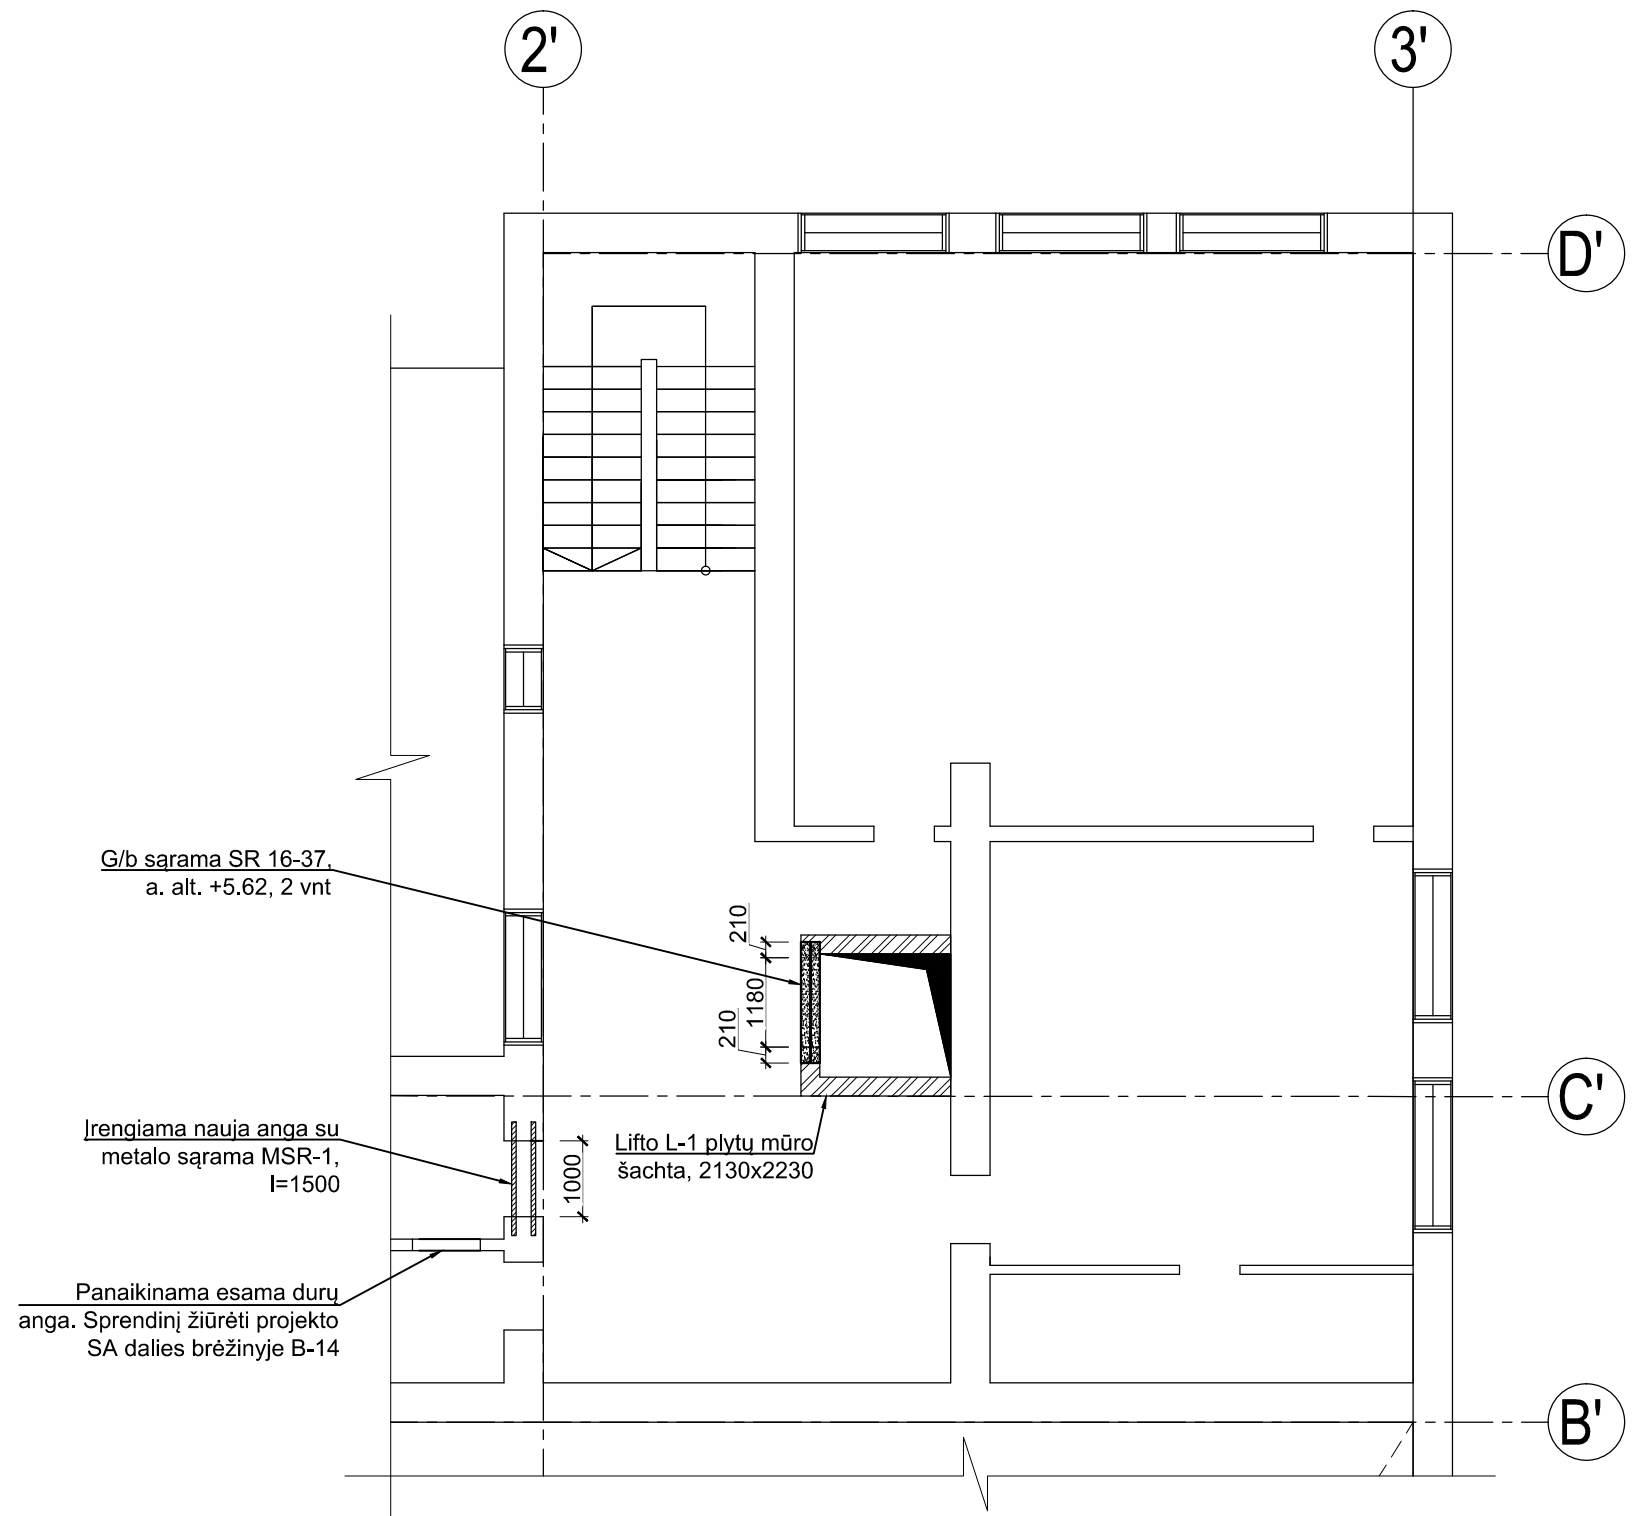 2'
3'
D'
G/b sąrama SR 16-37,
a. alt. +5.62, 2 vnt
210
1180
210
C'
Įrengiama nauja anga su
metalo sąrama MSR-1,
l=1500
1000
Lifto L-1 plytų mūro
šachta, 2130x2230
Panaikinama esama durų
anga. Sprendinį žiūrėti projekto
SA dalies brėžinyje B-14
B'